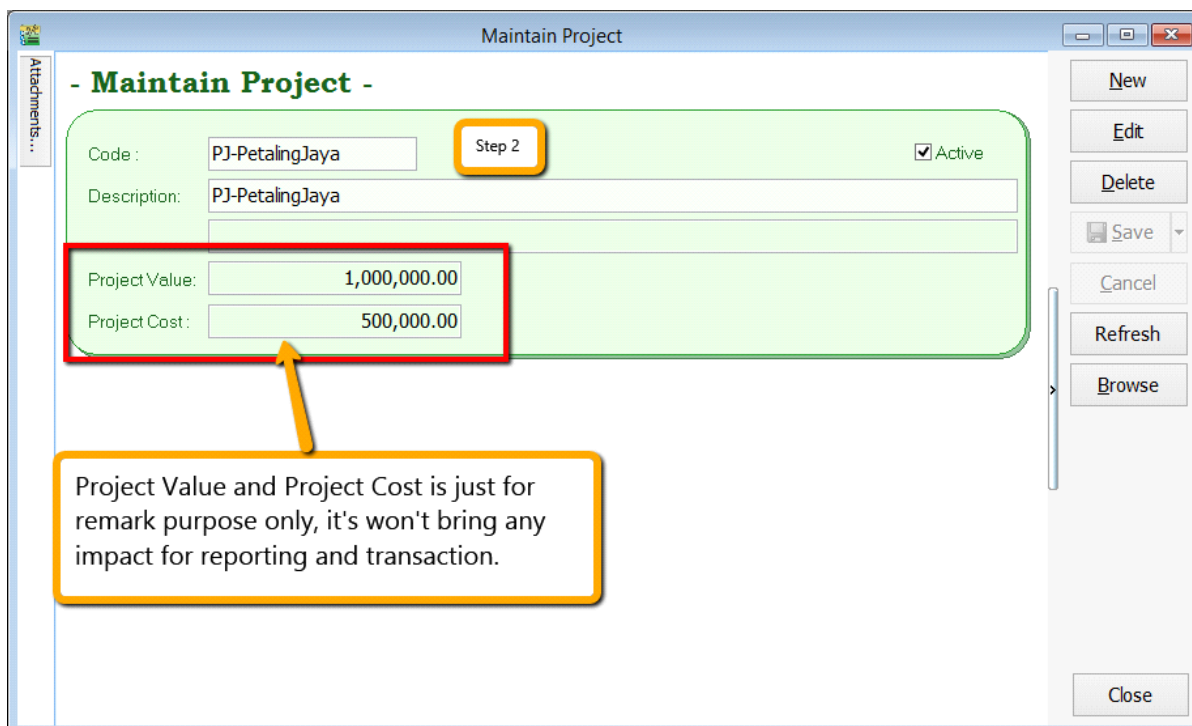 Maintain Project
Attachments...
- Maintain Project -
Code : PJ-PetalingJaya
Step 2
Active
Description: PJ-PetalingJaya
Project Value: 1,000,000.00
Project Cost : 500,000.00
Project Value and Project Cost is just for
remark purpose only, it's won't bring any
impact for reporting and transaction.
New
Edit
Delete
Save
Cancel
Refresh
Browse
Close